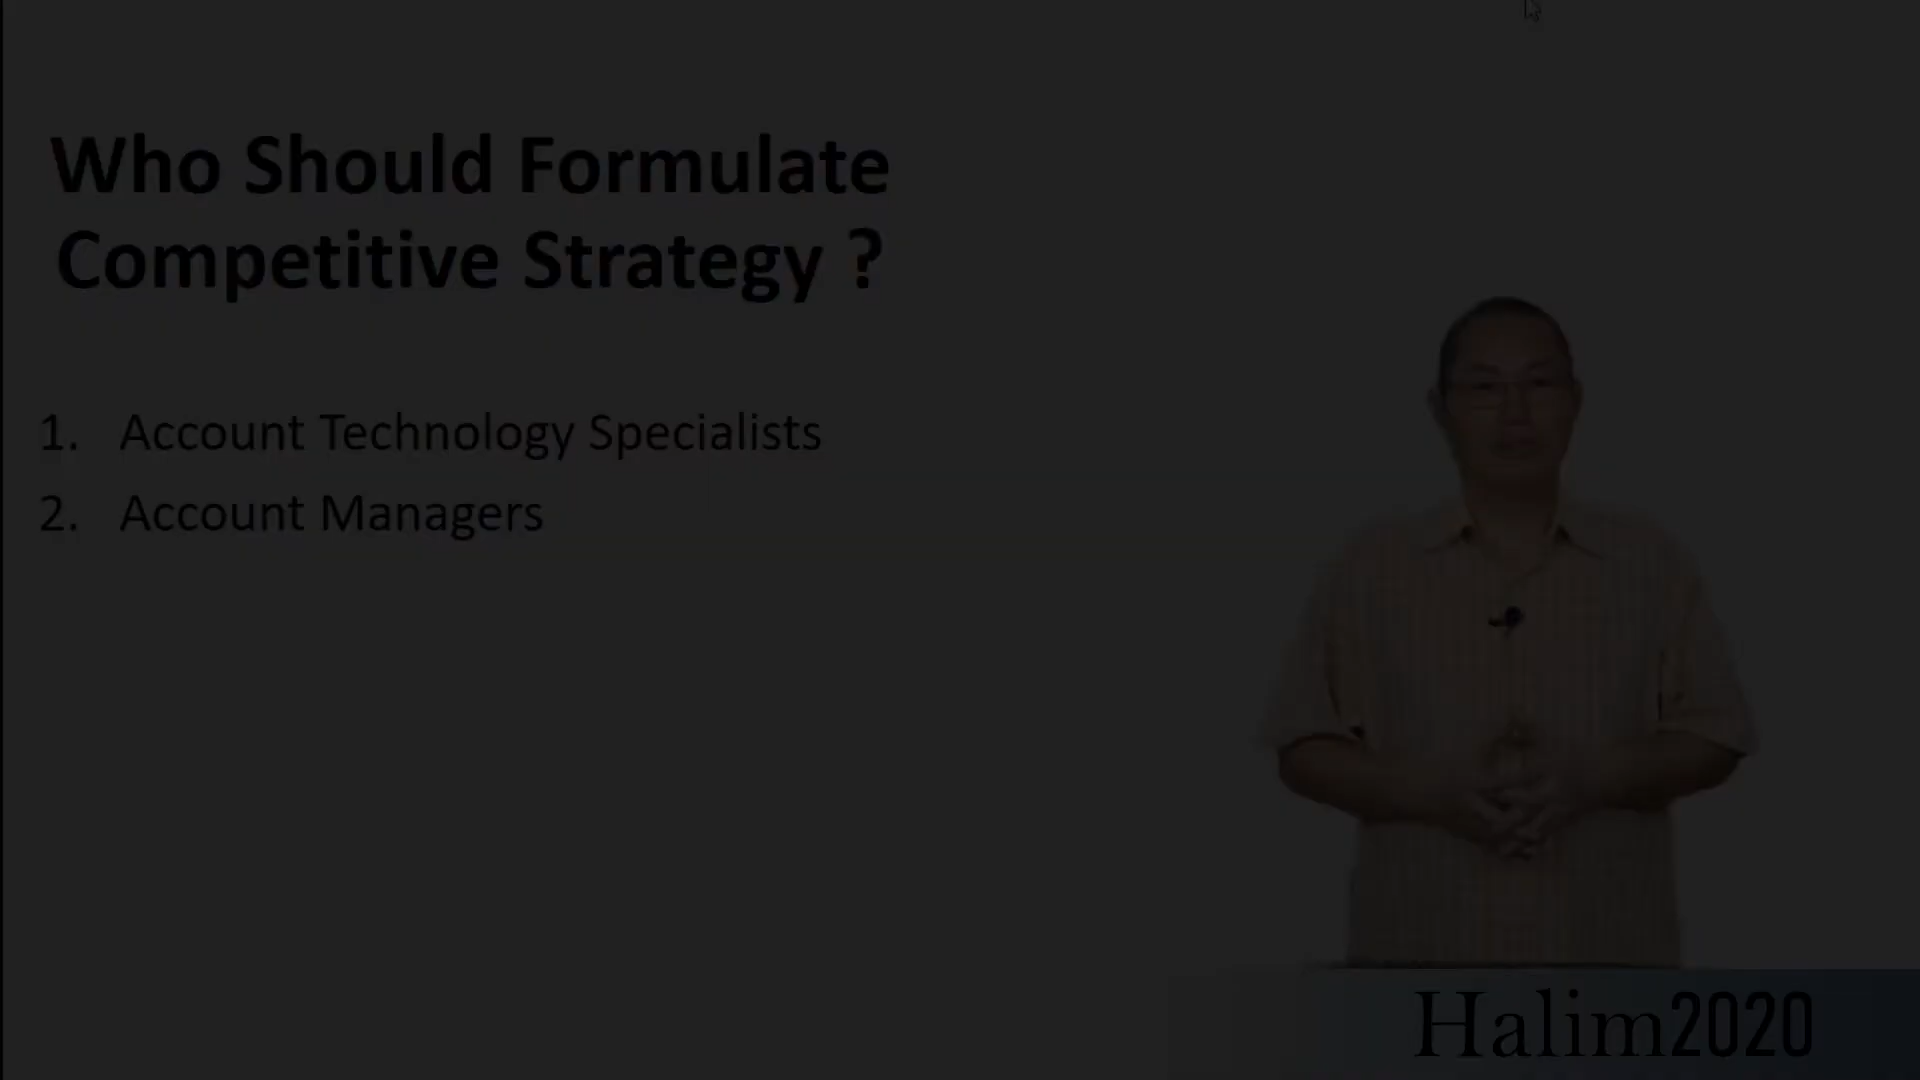 Who Should Formulate
Competitive Strategy ?
1. Account Technology Specialists
2. Account Managers
Halim2020